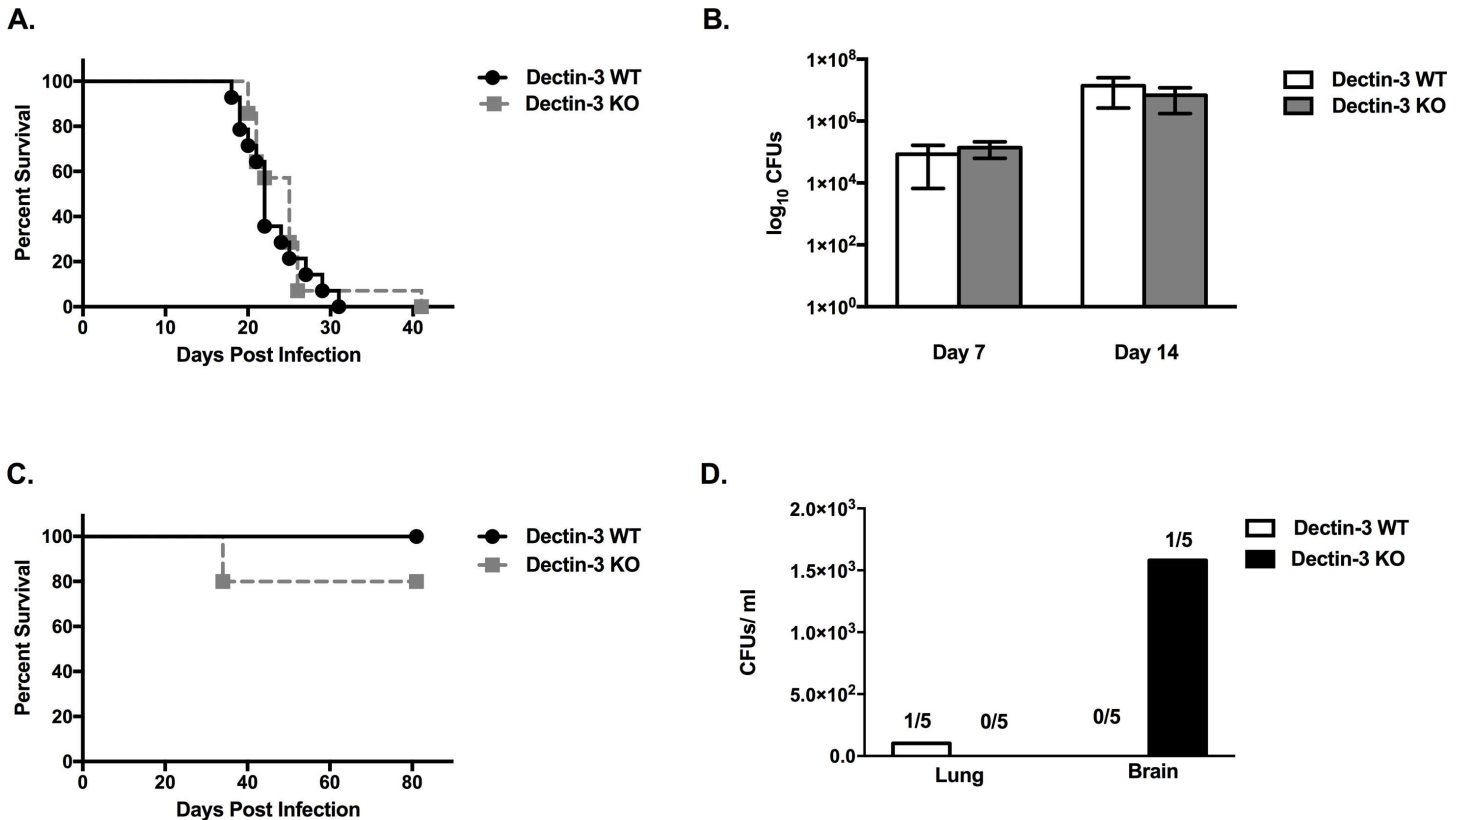 A.
Percent Survival
100
80
60
40
20
0
0 10 20 30 40
Days Post Infection
Dectin-3 WT
Dectin-3 KO
B.
log10 CFUs
1×10⁸
1×10⁶
1×10⁴
1×10²
1×10⁰
Day 7 Day 14
Dectin-3 WT
Dectin-3 KO
C.
Percent Survival
100
80
60
40
20
0
0 20 40 60 80
Days Post Infection
Dectin-3 WT
Dectin-3 KO
D.
CFUs/ ml
2.0×10³
1.5×10³
1.0×10³
5.0×10²
0.0
1/5 0/5 0/5 1/5
Lung Brain
Dectin-3 WT
Dectin-3 KO